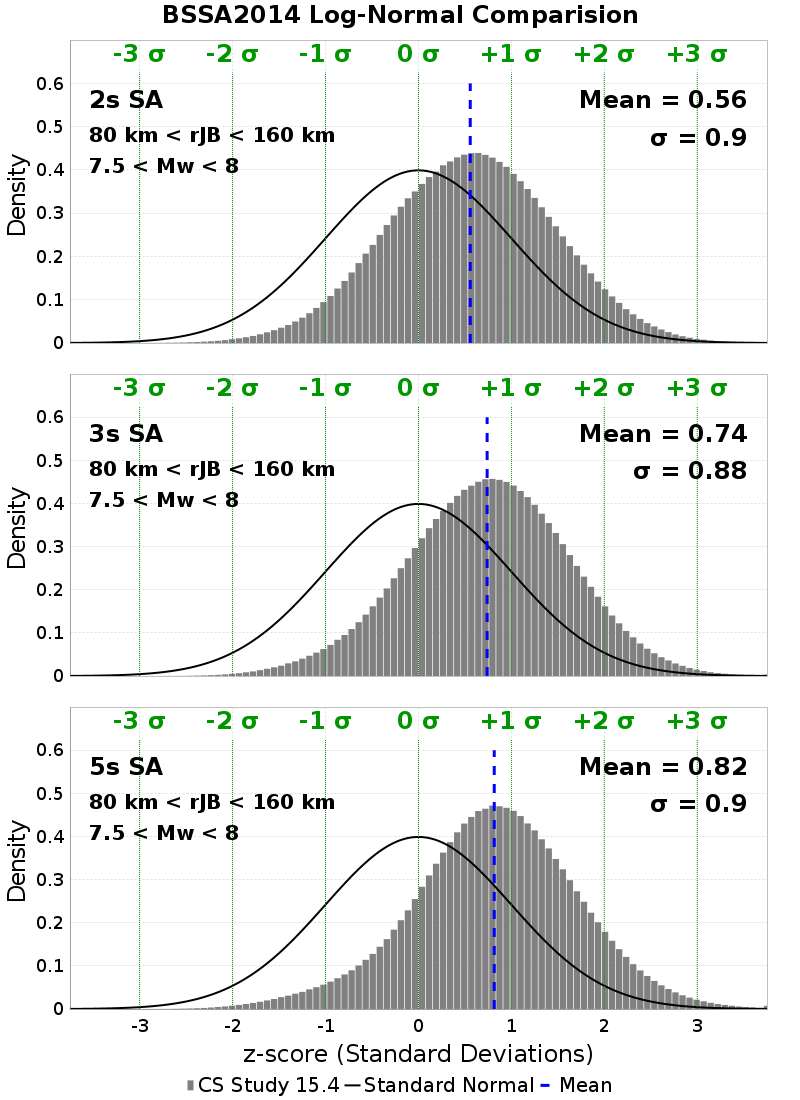 BSSA2014 Log-Normal Comparision
-3 σ -2 σ -1 σ 0 σ +1 σ +2 σ +3 σ
0.6
2s SA Mean = 0.56
0.5
80 km < rJB < 160 km σ = 0.9
7.5 < Mw < 8
0.4
0.3
0.2
0.1
0
Density
-3 σ -2 σ -1 σ 0 σ +1 σ +2 σ +3 σ
0.6
3s SA Mean = 0.74
0.5
80 km < rJB < 160 km σ = 0.88
7.5 < Mw < 8
0.4
0.3
0.2
0.1
0
Density
-3 σ -2 σ -1 σ 0 σ +1 σ +2 σ +3 σ
0.6
5s SA Mean = 0.82
0.5
80 km < rJB < 160 km σ = 0.9
7.5 < Mw < 8
0.4
0.3
0.2
0.1
0
Density
-3 -2 -1 0 1 2 3
z-score (Standard Deviations)
CS Study 15.4 Standard Normal Mean